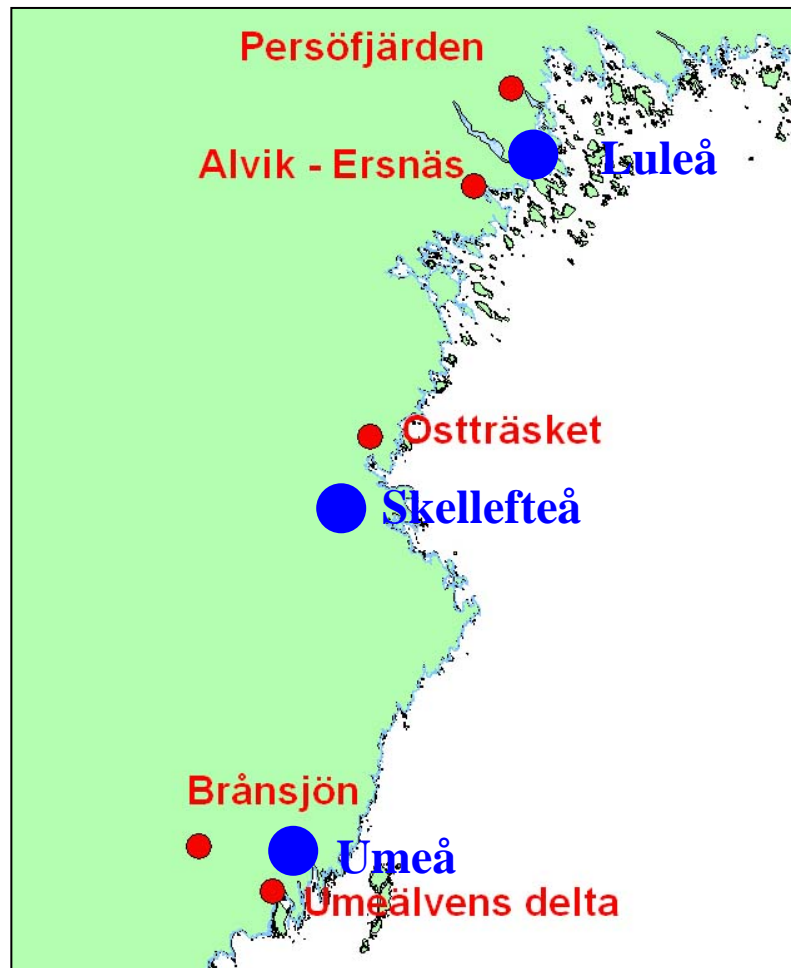 Persöfjärden
Luleå
Alvik - Ersnäs
Ostträsket
Skellefteå
Brånsjön
Umeå
Umeälvens delta